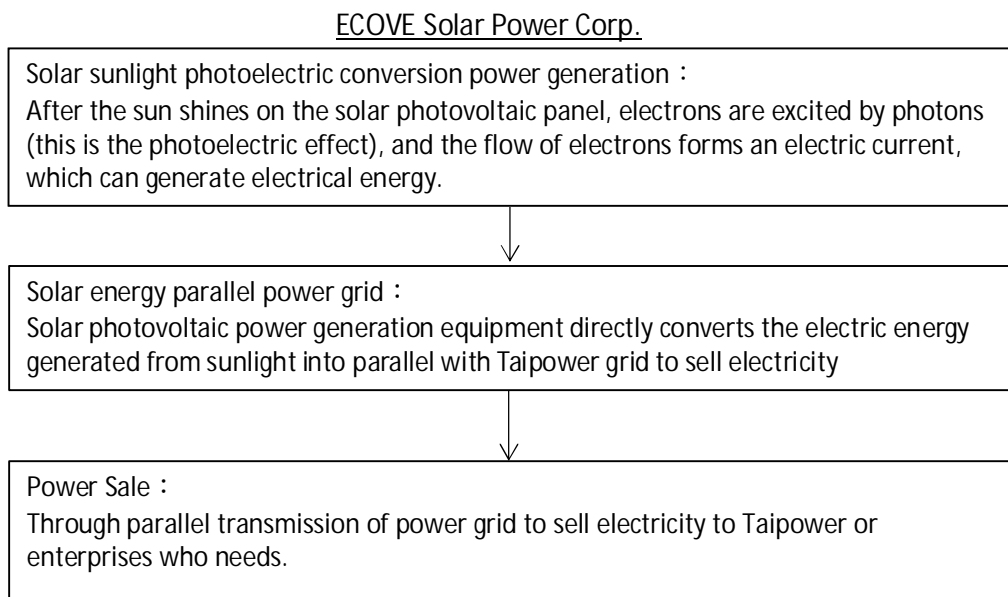 ECOVE Solar Power Corp.
Solar sunlight photoelectric conversion power generation：
After the sun shines on the solar photovoltaic panel, electrons are excited by photons
(this is the photoelectric effect), and the flow of electrons forms an electric current,
which can generate electrical energy.
Solar energy parallel power grid：
Solar photovoltaic power generation equipment directly converts the electric energy
generated from sunlight into parallel with Taipower grid to sell electricity
Power Sale：
Through parallel transmission of power grid to sell electricity to Taipower or
enterprises who needs.